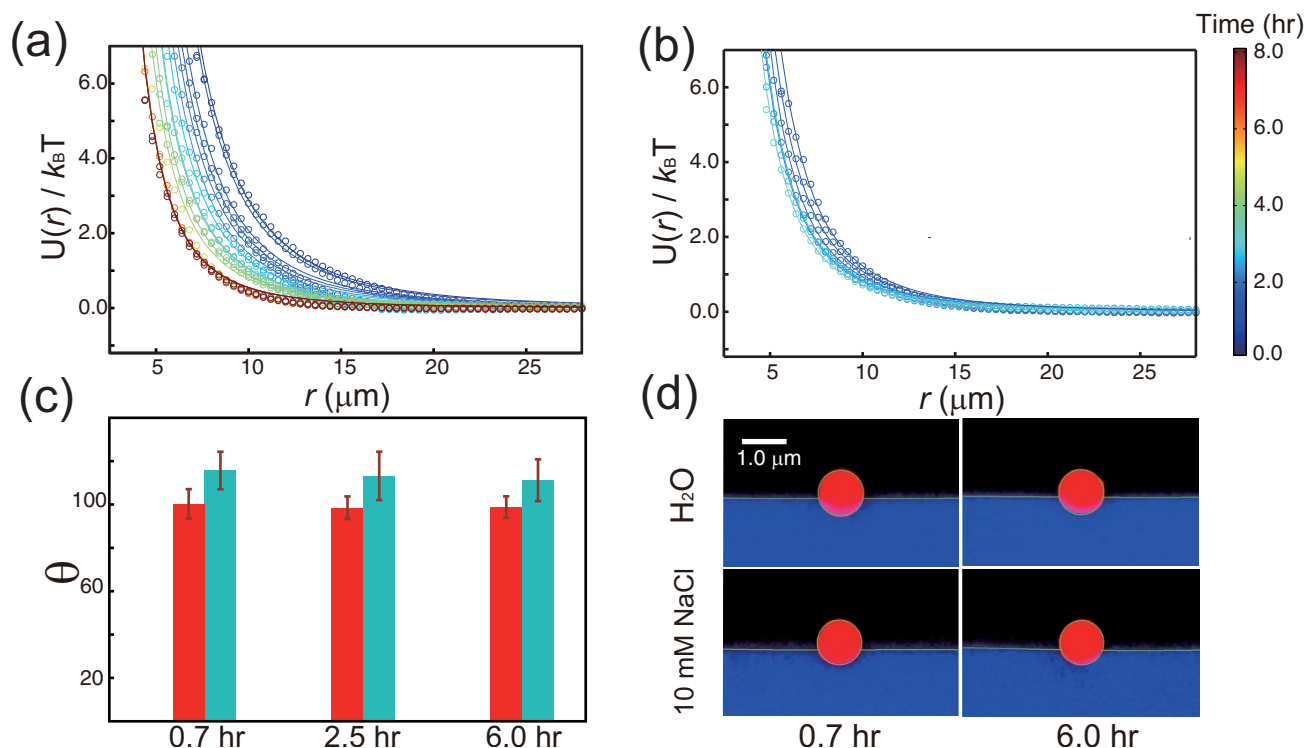 (a)
U(r) / kBT
6.0
4.0
2.0
0.0
5 10 15 20 25
r (μm)
(b)
U(r) / kBT
6.0
4.0
2.0
0.0
5 10 15 20 25
r (μm)
Time (hr)
8.0
6.0
4.0
2.0
0.0
(c)
θ
100
60
20
0.7 hr 2.5 hr 6.0 hr
(d)
1.0 μm
H₂O
10 mM NaCl
0.7 hr 6.0 hr